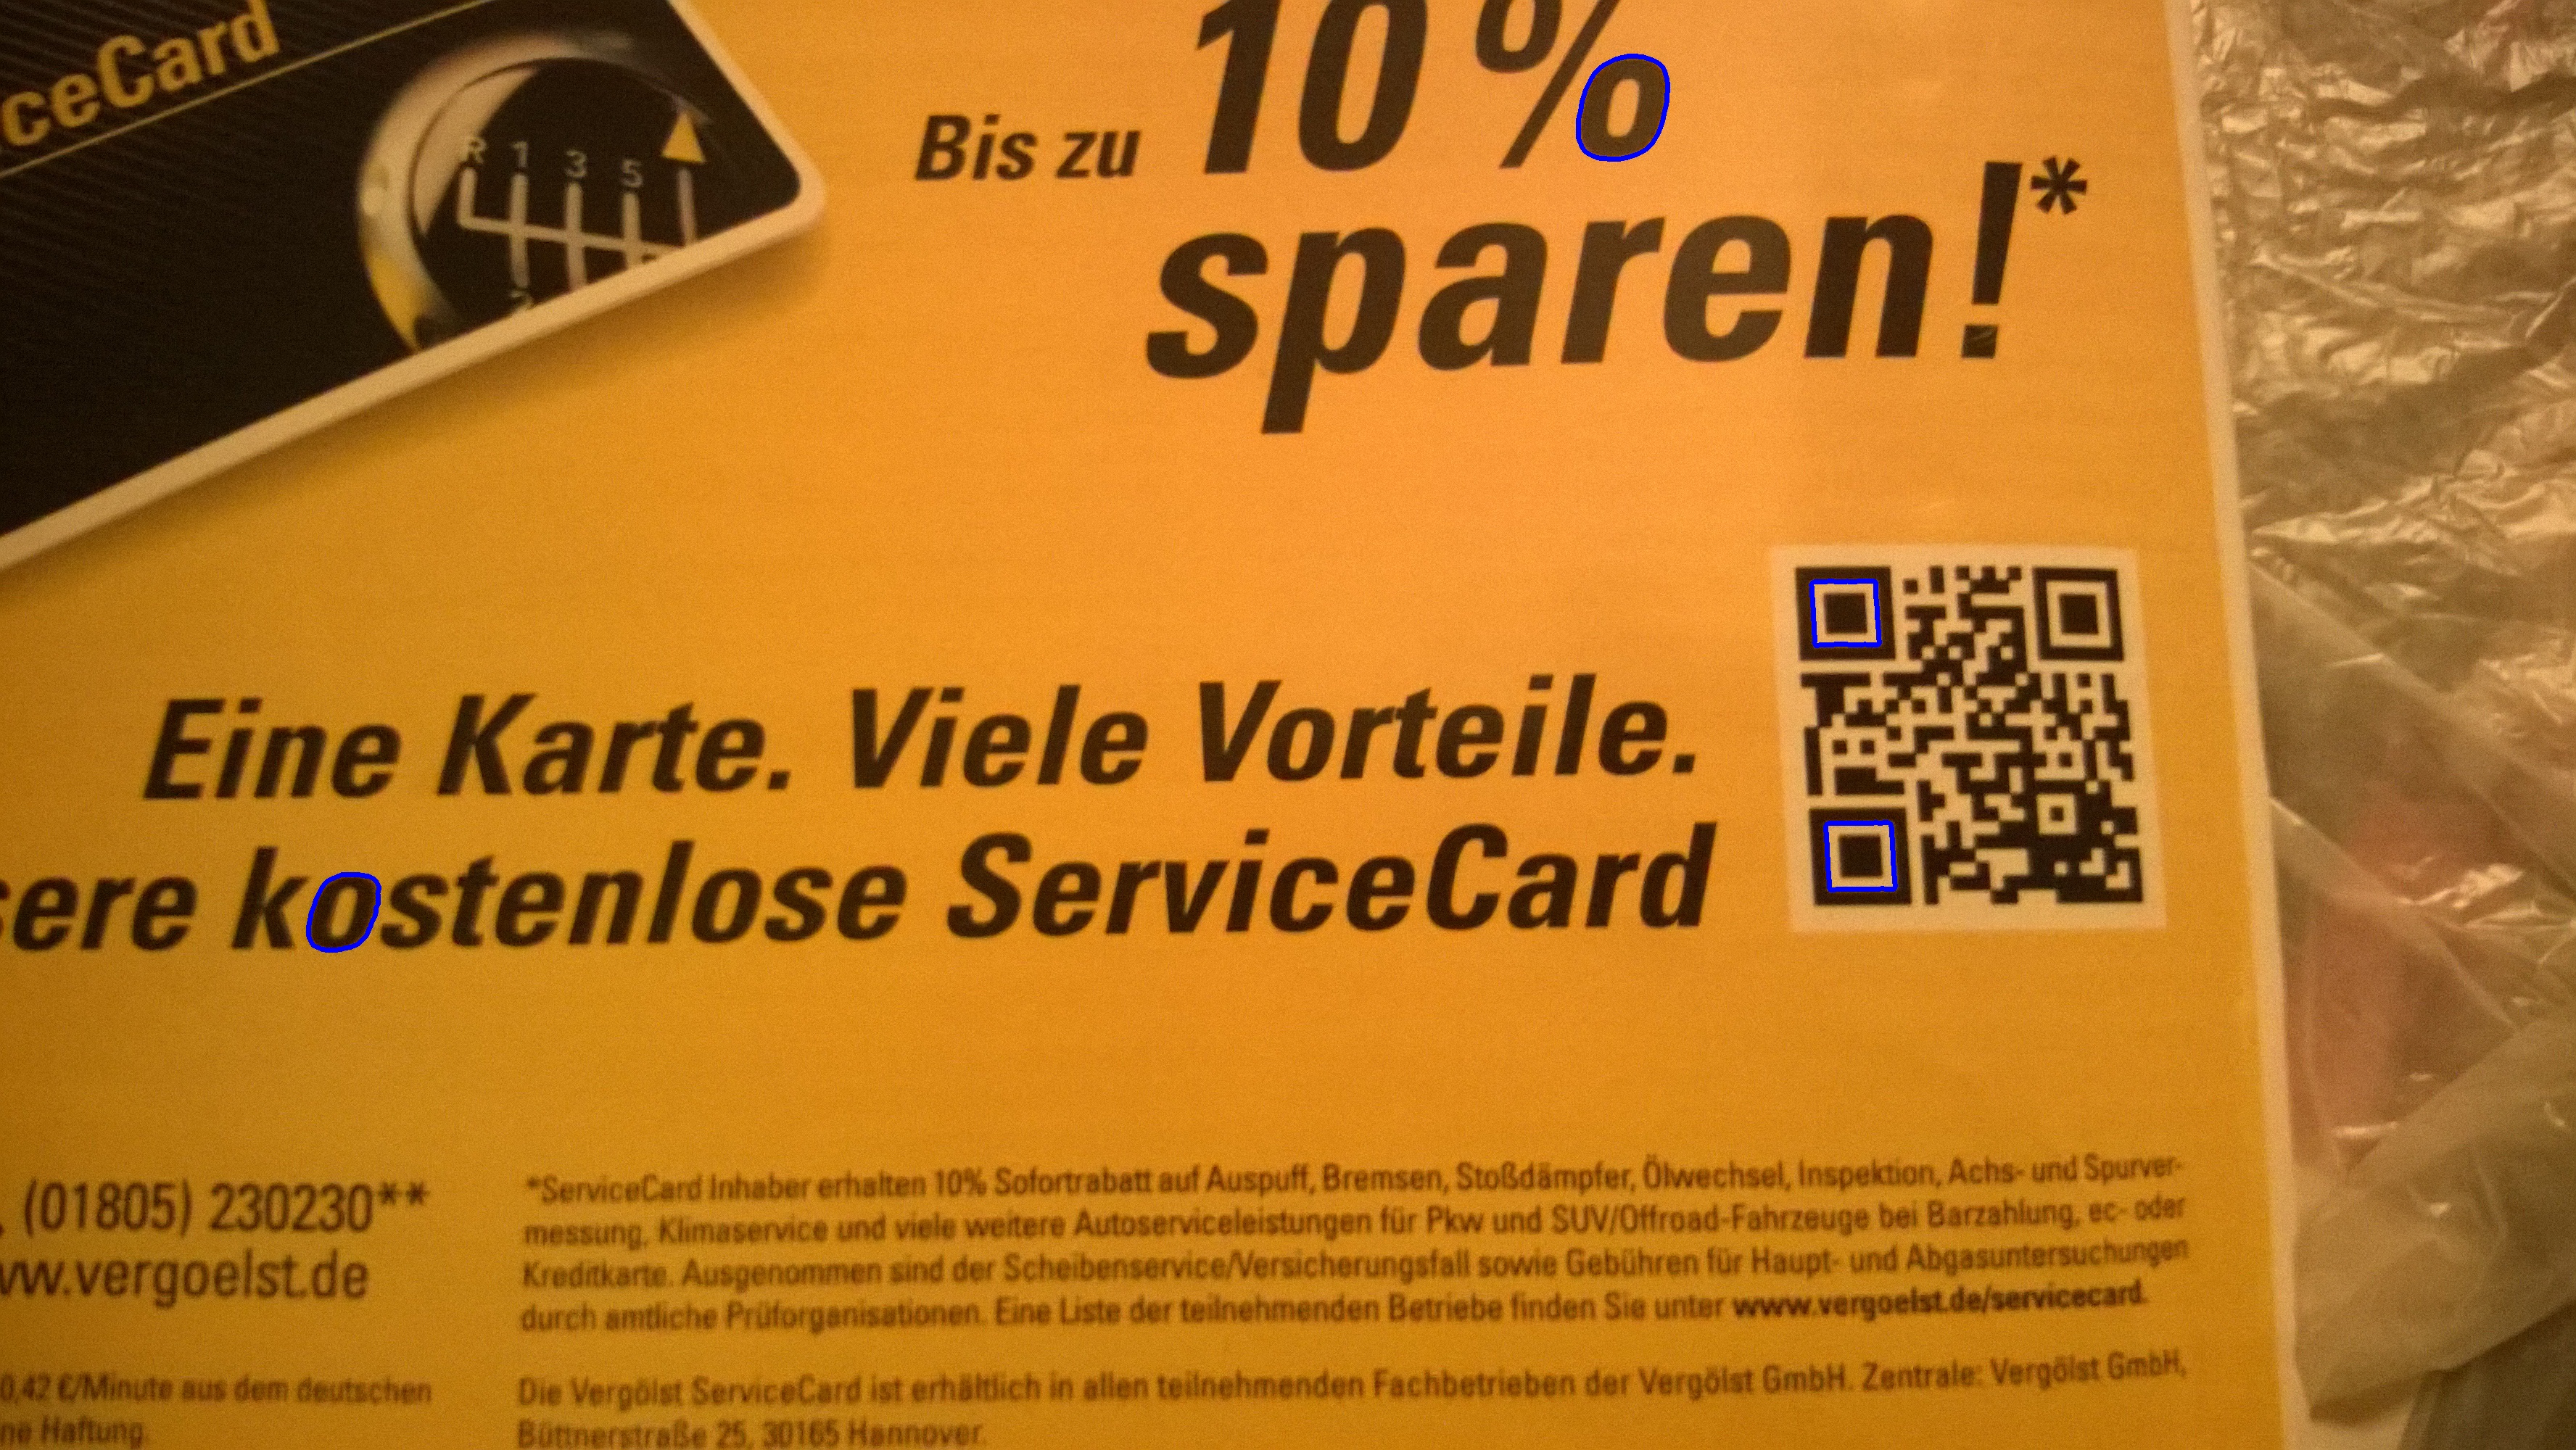 ceCard
R 1 3 5
Bis zu 10%
sparen!*
Eine Karte. Viele Vorteile.
sere kostenlose ServiceCard
(01805) 230230**
www.vergoelst.de
*ServiceCard Inhaber erhalten 10% Sofortrabatt auf Auspuff, Bremsen, Stoßdämpfer, Ölwechsel, Inspektion, Achs- und Spurver-
messung, Klimaservice und viele weitere Autoserviceleistungen für Pkw und SUV/Offroad-Fahrzeuge bei Barzahlung, ec- oder
Kreditkarte. Ausgenommen sind der Scheibenservice/Versicherungsfall sowie Gebühren für Haupt- und Abgasuntersuchungen
durch amtliche Prüforganisationen. Eine Liste der teilnehmenden Betriebe finden Sie unter www.vergoelst.de/servicecard.
0,42 €/Minute aus dem deutschen
ne Haftung.
Die Vergölst ServiceCard ist erhältlich in allen teilnehmenden Fachbetrieben der Vergölst GmbH. Zentrale: Vergölst GmbH,
Büttnerstraße 25, 30165 Hannover.